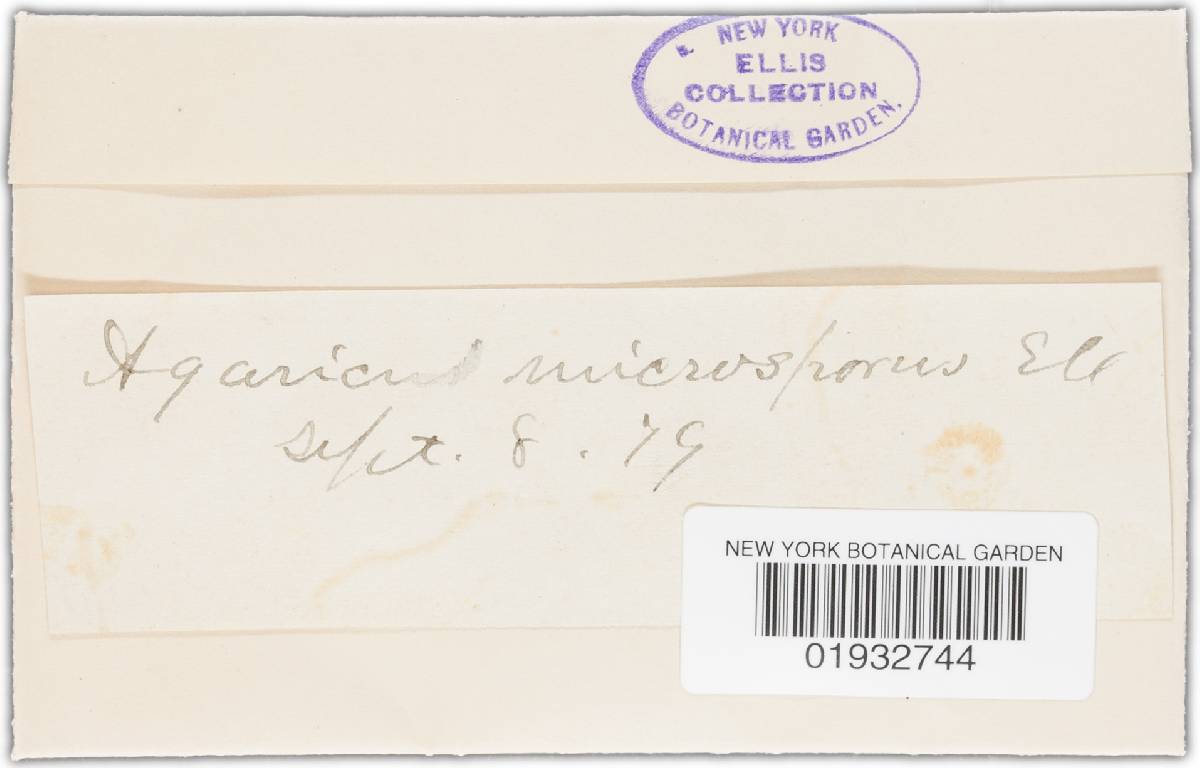 NEW YORK
ELLIS
COLLECTION
BOTANICAL GARDEN.
Agaricus microsporus Ell
Sept. 8. 79
NEW YORK BOTANICAL GARDEN
01932744